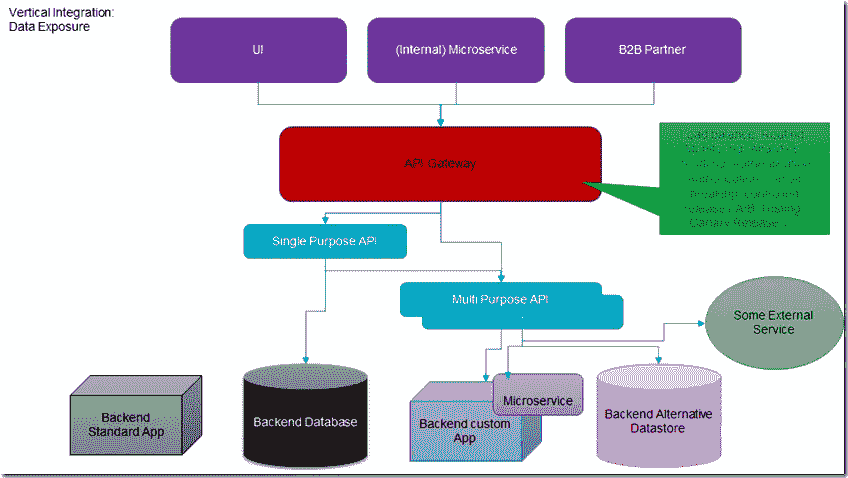 Vertical Integration:
Data Exposure
UI
(Internal) Microservice
B2B Partner
API Gateway
Single Purpose API
Multi Purpose API
Some External
Service
Backend
Standard App
Backend Database
Microservice
Backend custom
App
Backend Alternative
Datastore